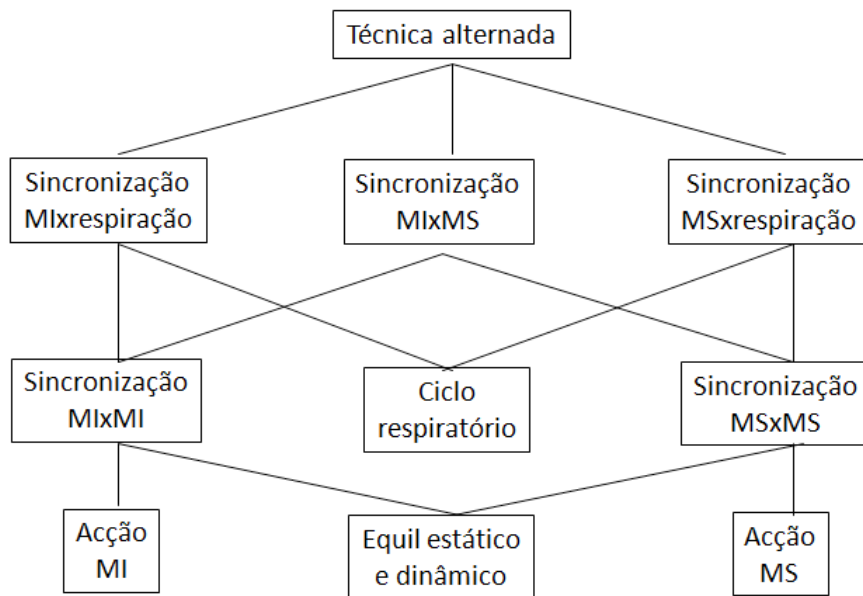 Técnica alternada
Sincronização
MIxrespiração
Sincronização
MIxMS
Sincronização
MSxrespiração
Sincronização
MIxMI
Ciclo
respiratório
Sincronização
MSxMS
Acção
MI
Equil estático
e dinâmico
Acção
MS